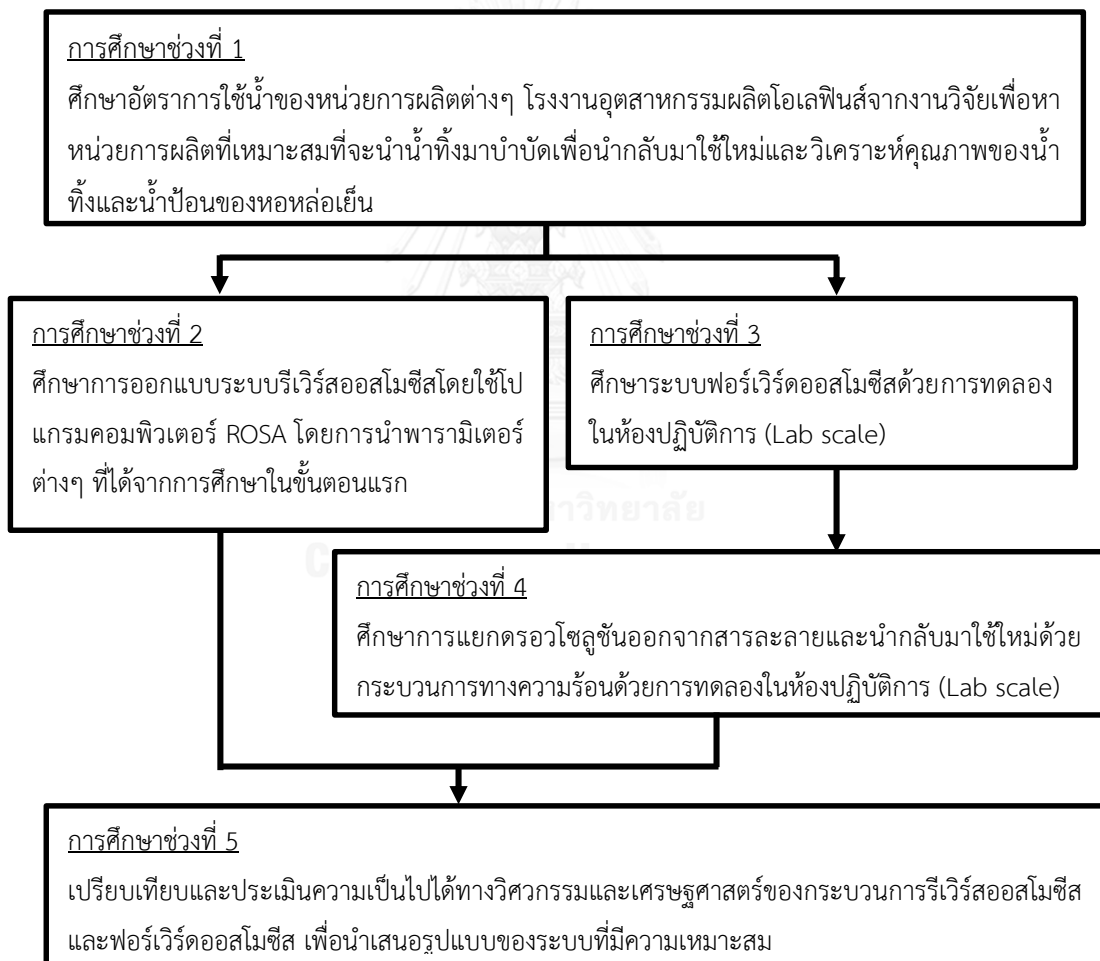 การศึกษาช่วงที่ 1
ศึกษาอัตราการใช้น้ำของหน่วยการผลิตต่างๆ โรงงานอุตสาหกรรมผลิตโอเลฟินส์จากงานวิจัยเพื่อหา
หน่วยการผลิตที่เหมาะสมที่จะนำน้ำทิ้งมาบำบัดเพื่อนำกลับมาใช้ใหม่และวิเคราะห์คุณภาพของน้ำ
ทิ้งและน้ำป้อนของหอหล่อเย็น
การศึกษาช่วงที่ 2
ศึกษาการออกแบบระบบรีเวิร์สออสโมซีสโดยใช้โป
แกรมคอมพิวเตอร์ ROSA โดยการนำพารามิเตอร์
ต่างๆ ที่ได้จากการศึกษาในขั้นตอนแรก
การศึกษาช่วงที่ 3
ศึกษาระบบฟอร์เวิร์ดออสโมซีสด้วยการทดลอง
ในห้องปฏิบัติการ (Lab scale)
าวิทยาลัย
C
การศึกษาช่วงที่ 4
ศึกษาการแยกดรอวโซลูชันออกจากสารละลายและนำกลับมาใช้ใหม่ด้วย
กระบวนการทางความร้อนด้วยการทดลองในห้องปฏิบัติการ (Lab scale)
การศึกษาช่วงที่ 5
เปรียบเทียบและประเมินความเป็นไปได้ทางวิศวกรรมและเศรษฐศาสตร์ของกระบวนการรีเวิร์สออสโมซีส
และฟอร์เวิร์ดออสโมซีส เพื่อนำเสนอรูปแบบของระบบที่มีความเหมาะสม